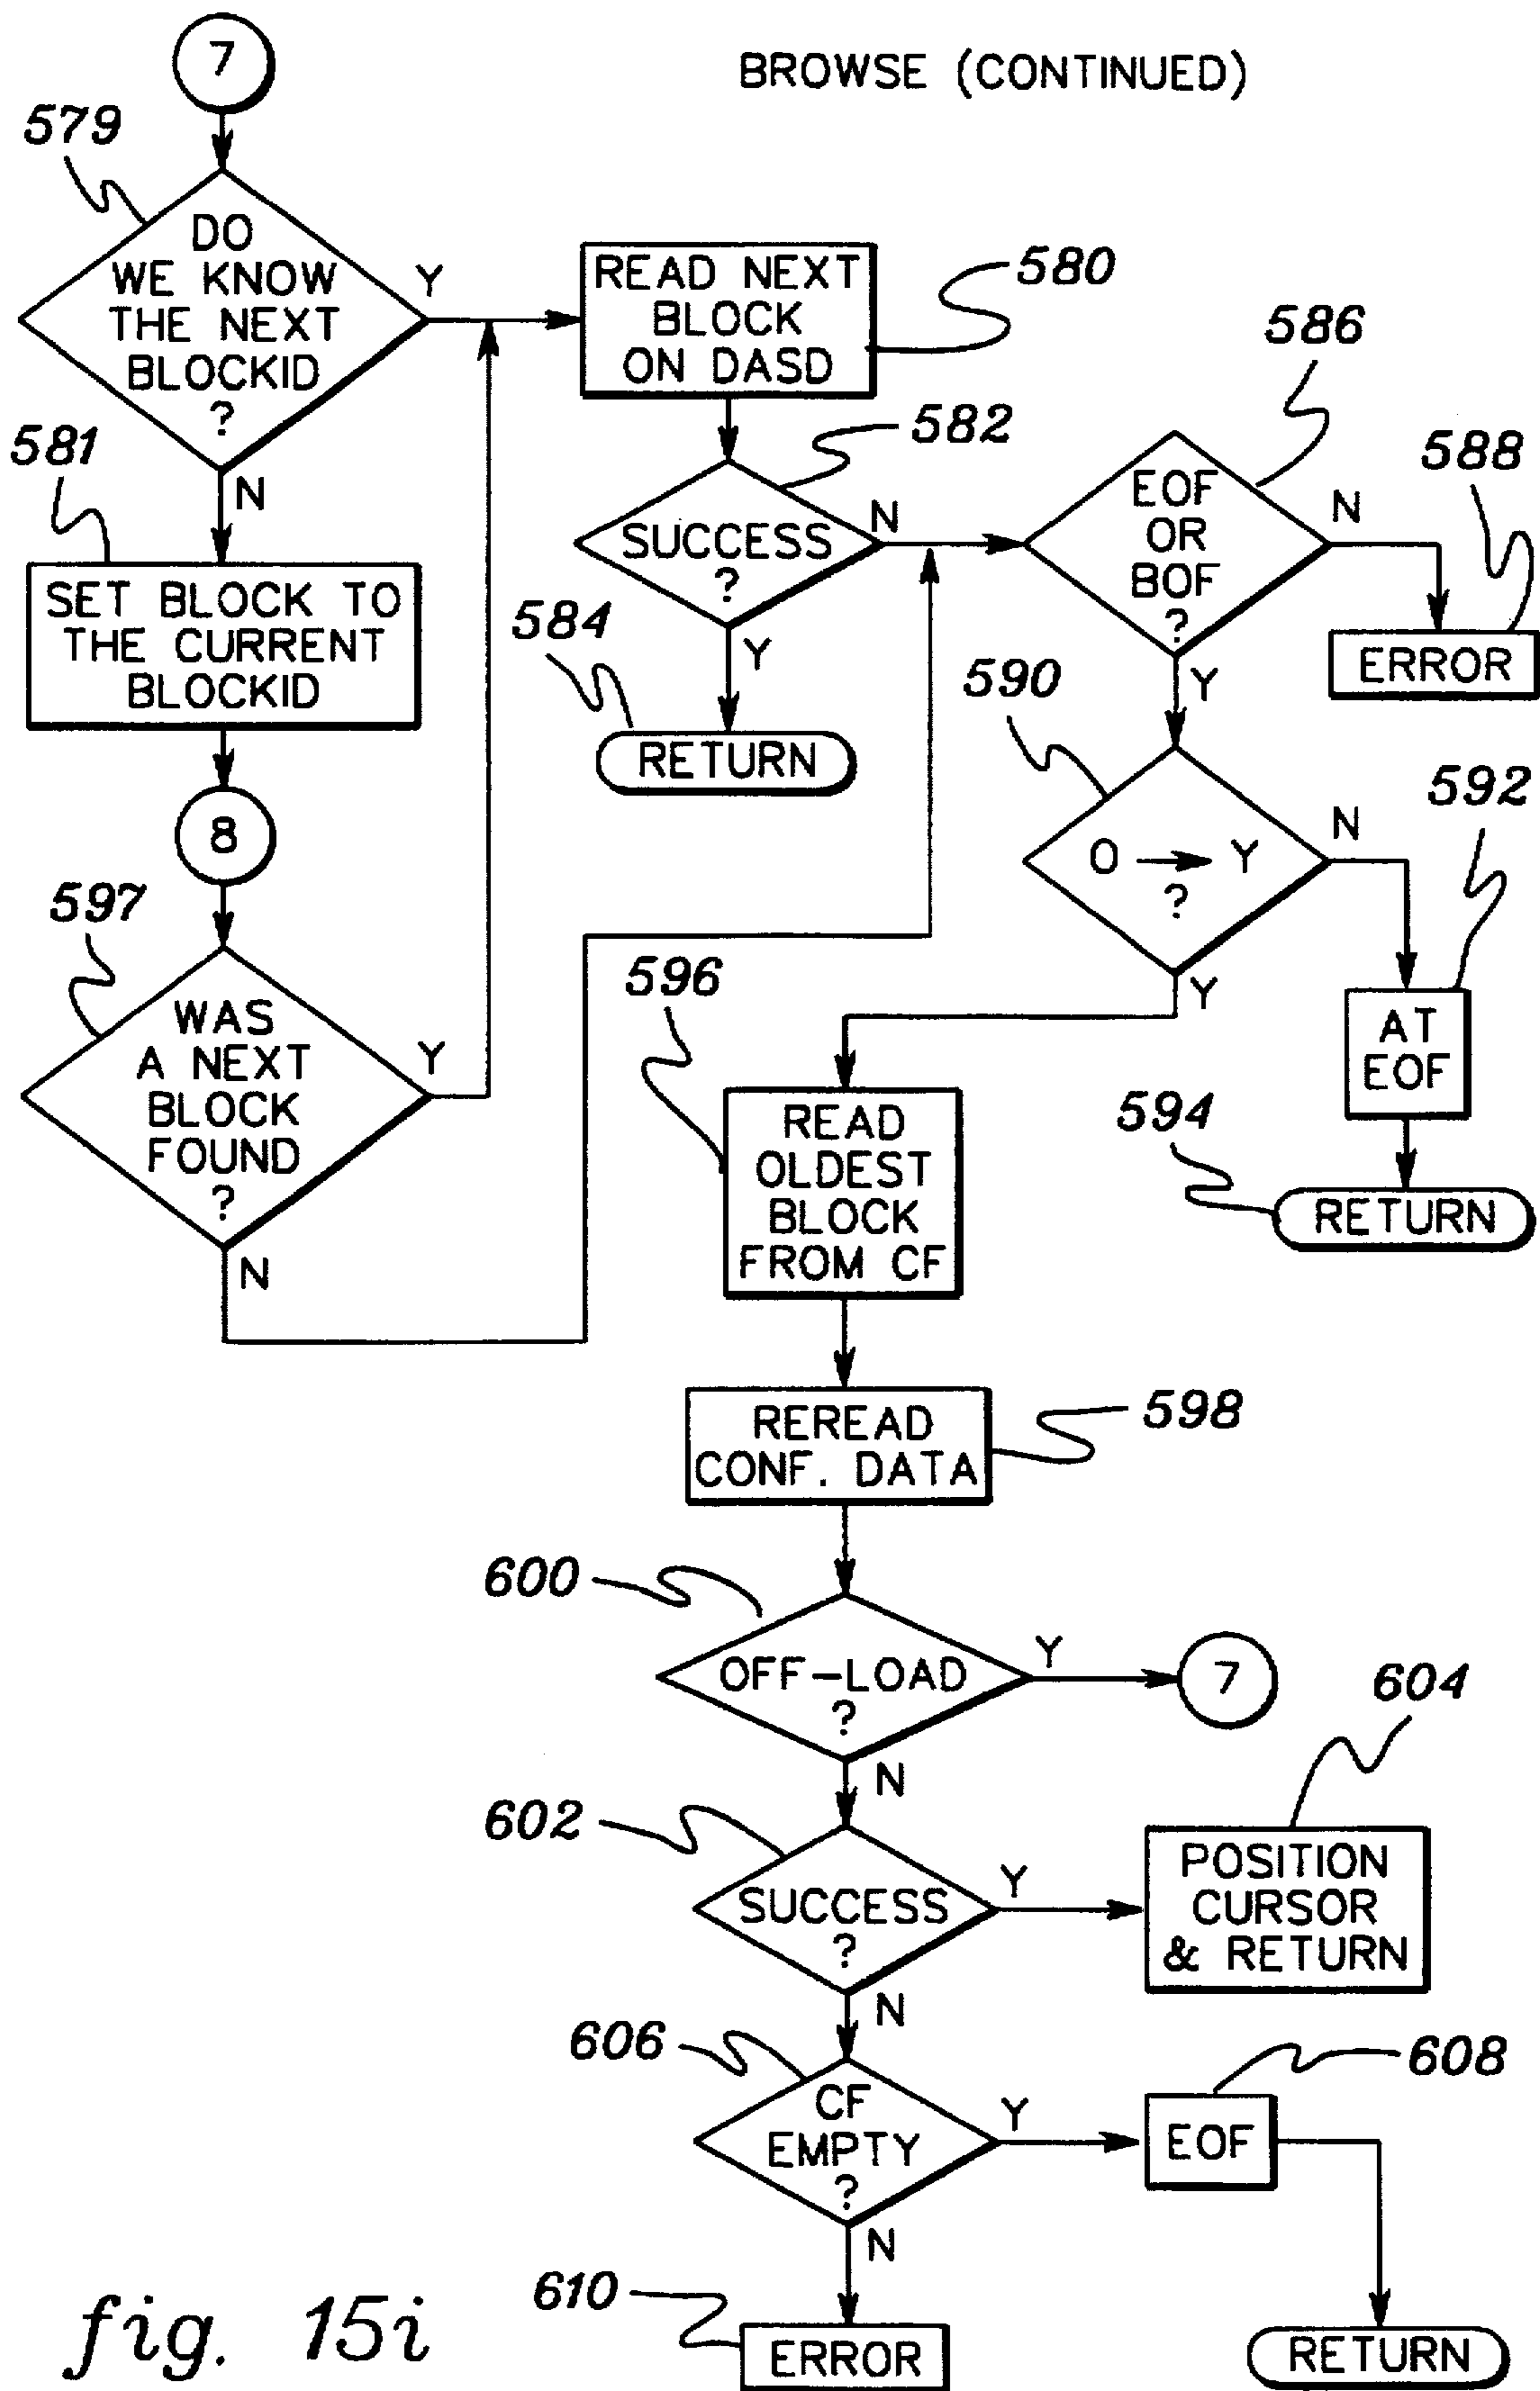 BROWSE (CONTINUED)
7
579
DO
WE KNOW
THE NEXT
BLOCKID
?
Y
N
READ NEXT
BLOCK
ON DASD
580
581
SET BLOCK TO
THE CURRENT
BLOCKID
582
SUCCESS
?
N
Y
584
RETURN
586
EOF
OR
BOF
?
N
Y
588
ERROR
590
O → Y
?
N
Y
592
AT
EOF
594
RETURN
8
597
WAS
A NEXT
BLOCK
FOUND
?
Y
N
596
READ
OLDEST
BLOCK
FROM CF
REREAD
CONF. DATA
598
600
OFF-LOAD
?
Y
7
N
602
SUCCESS
?
Y
604
POSITION
CURSOR
& RETURN
N
606
CF
EMPTY
?
Y
608
EOF
RETURN
N
610
ERROR
fig. 15i